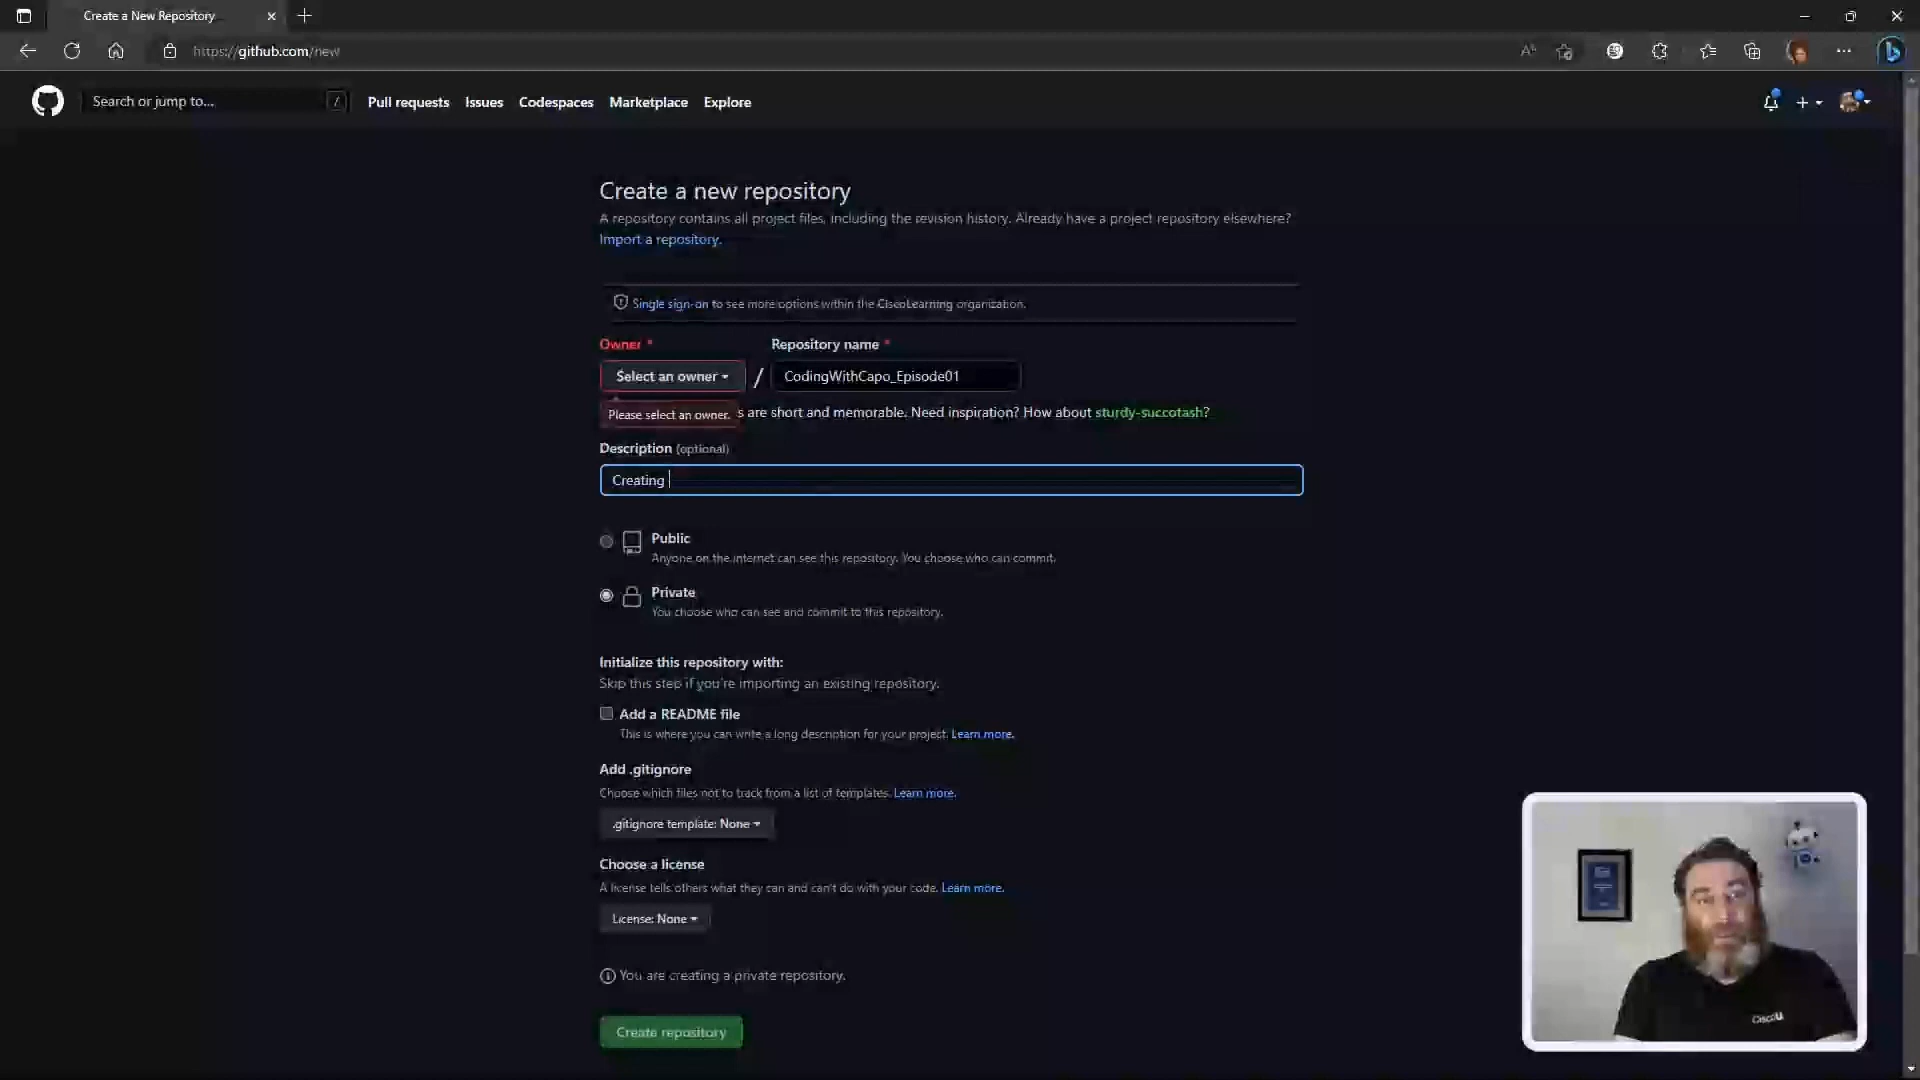 Create a New Repository
https://github.com/new
Search or jump to... /
Pull requests Issues Codespaces Marketplace Explore
Create a new repository
A repository contains all project files, including the revision history. Already have a project repository elsewhere?
Import a repository.
Single sign-on to see more options within the CiscoLearning organization.
Owner * Repository name *
Select an owner / CodingWithCapo_Episode01
Please select an owner. s are short and memorable. Need inspiration? How about sturdy-succotash?
Description (optional)
Creating
Public
Anyone on the internet can see this repository. You choose who can commit.
Private
You choose who can see and commit to this repository.
Initialize this repository with:
Skip this step if you're importing an existing repository.
Add a README file
This is where you can write a long description for your project. Learn more.
Add .gitignore
Choose which files not to track from a list of templates. Learn more.
.gitignore template: None
Choose a license
A license tells others what they can and can't do with your code. Learn more.
License: None
You are creating a private repository.
Create repository
CiscoU